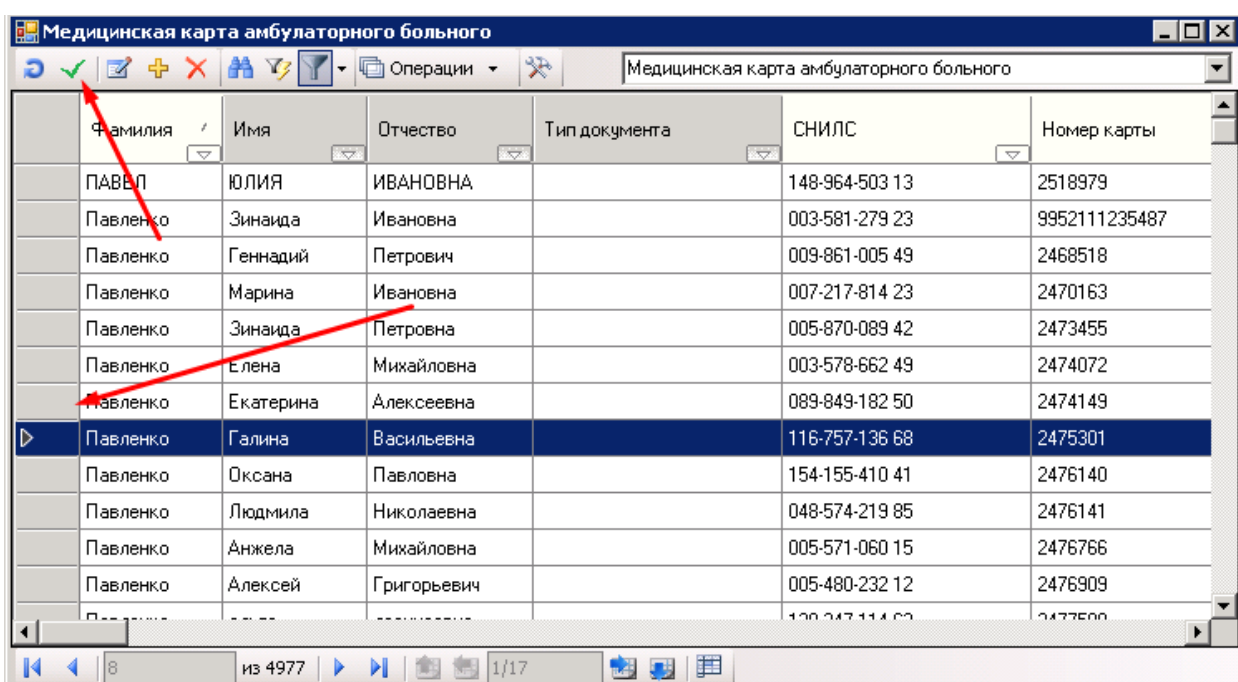 Медицинская карта амбулаторного больного
Операции Медицинская карта амбулаторного больного
Фамилия Имя Отчество Тип документа СНИЛС Номер карты
ПАВЕЛ ЮЛИЯ ИВАНОВНА 148-964-503 13 2518979
Павленко Зинаида Ивановна 003-581-279 23 9952111235487
Павленко Геннадий Петрович 009-861-005 49 2468518
Павленко Марина Ивановна 007-217-814 23 2470163
Павленко Зинаида Петровна 005-870-089 42 2473455
Павленко Елена Михайловна 003-578-662 49 2474072
Павленко Екатерина Алексеевна 089-849-182 50 2474149
Павленко Галина Васильевна 116-757-136 68 2475301
Павленко Оксана Павловна 154-155-410 41 2476140
Павленко Людмила Николаевна 048-574-219 85 2476141
Павленко Анжела Михайловна 005-571-060 15 2476766
Павленко Алексей Григорьевич 005-480-232 12 2476909
8 из 4977 1/17